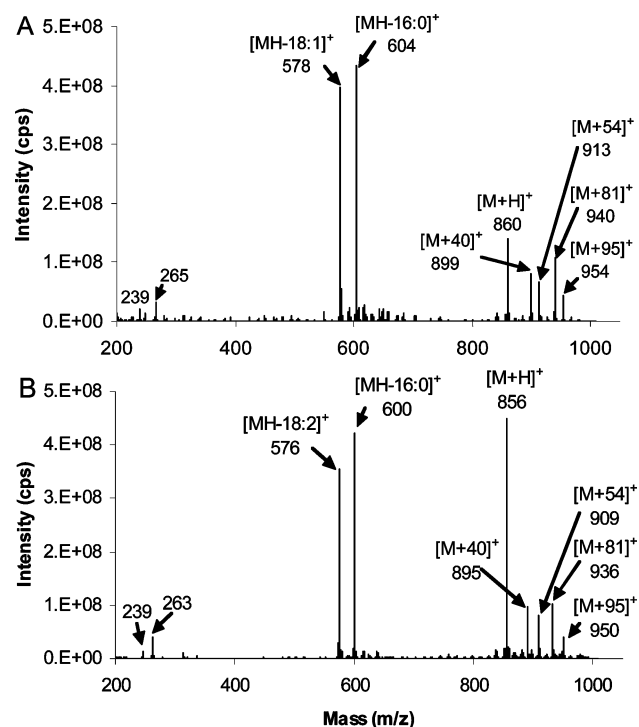 A
5.E+08
4.E+08
3.E+08
2.E+08
1.E+08
0.E+00
Intensity (cps)
[MH-18:1]⁺
578
[MH-16:0]⁺
604
[M+54]⁺
913
[M+H]⁺
860
[M+81]⁺
940
[M+40]⁺
899
[M+95]⁺
954
239
265
200
400
600
800
1000
B
5.E+08
4.E+08
3.E+08
2.E+08
1.E+08
0.E+00
Intensity (cps)
[MH-18:2]⁺
576
[MH-16:0]⁺
600
[M+H]⁺
856
[M+54]⁺
909
[M+40]⁺
895
[M+81]⁺
936
[M+95]⁺
950
239
263
200
400
600
800
1000
Mass (m/z)